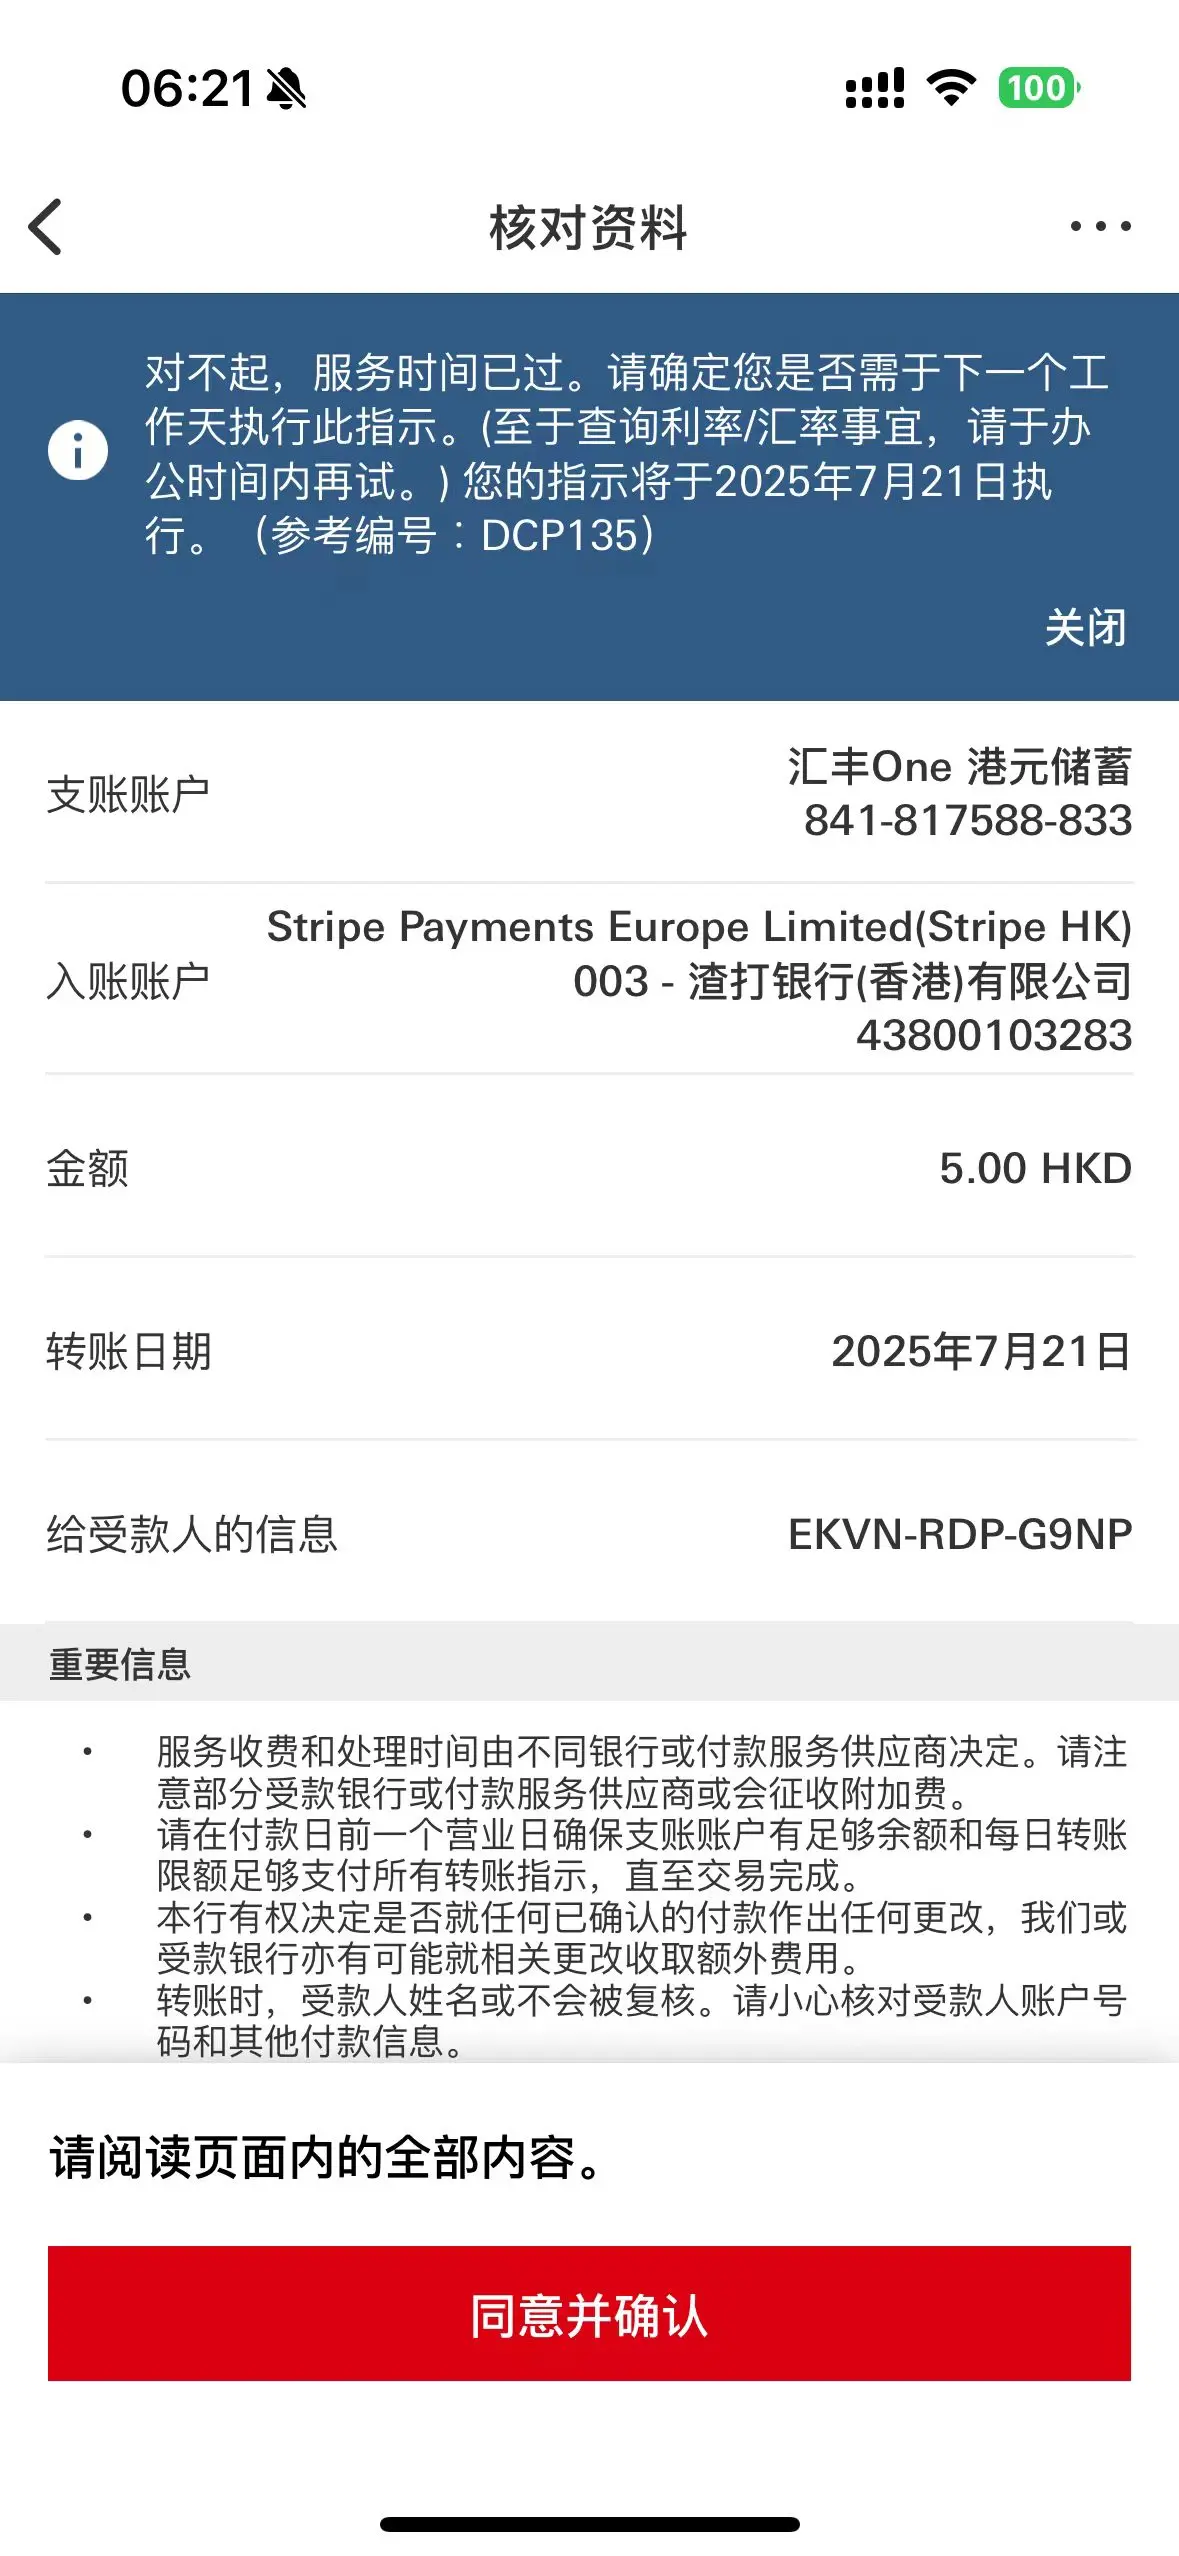 06:21
100
核对资料
对不起，服务时间已过。请确定您是否需于下一个工
作天执行此指示。(至于查询利率/汇率事宜，请于办
公时间内再试。) 您的指示将于2025年7月21日执
行。（参考编号：DCP135）
关闭
支账账户
汇丰One 港元储蓄
841-817588-833
入账账户
Stripe Payments Europe Limited(Stripe HK)
003 - 渣打银行(香港)有限公司
43800103283
金额
5.00 HKD
转账日期
2025年7月21日
给受款人的信息
EKVN-RDP-G9NP
重要信息
• 服务收费和处理时间由不同银行或付款服务供应商决定。请注
意部分受款银行或付款服务供应商或会征收附加费。
• 请在付款日前一个营业日确保支账账户有足够余额和每日转账
限额足够支付所有转账指示，直至交易完成。
• 本行有权决定是否就任何已确认的付款作出任何更改，我们或
受款银行亦有可能就相关更改收取额外费用。
• 转账时，受款人姓名或不会被复核。请小心核对受款人账户号
码和其他付款信息。
请阅读页面内的全部内容。
同意并确认